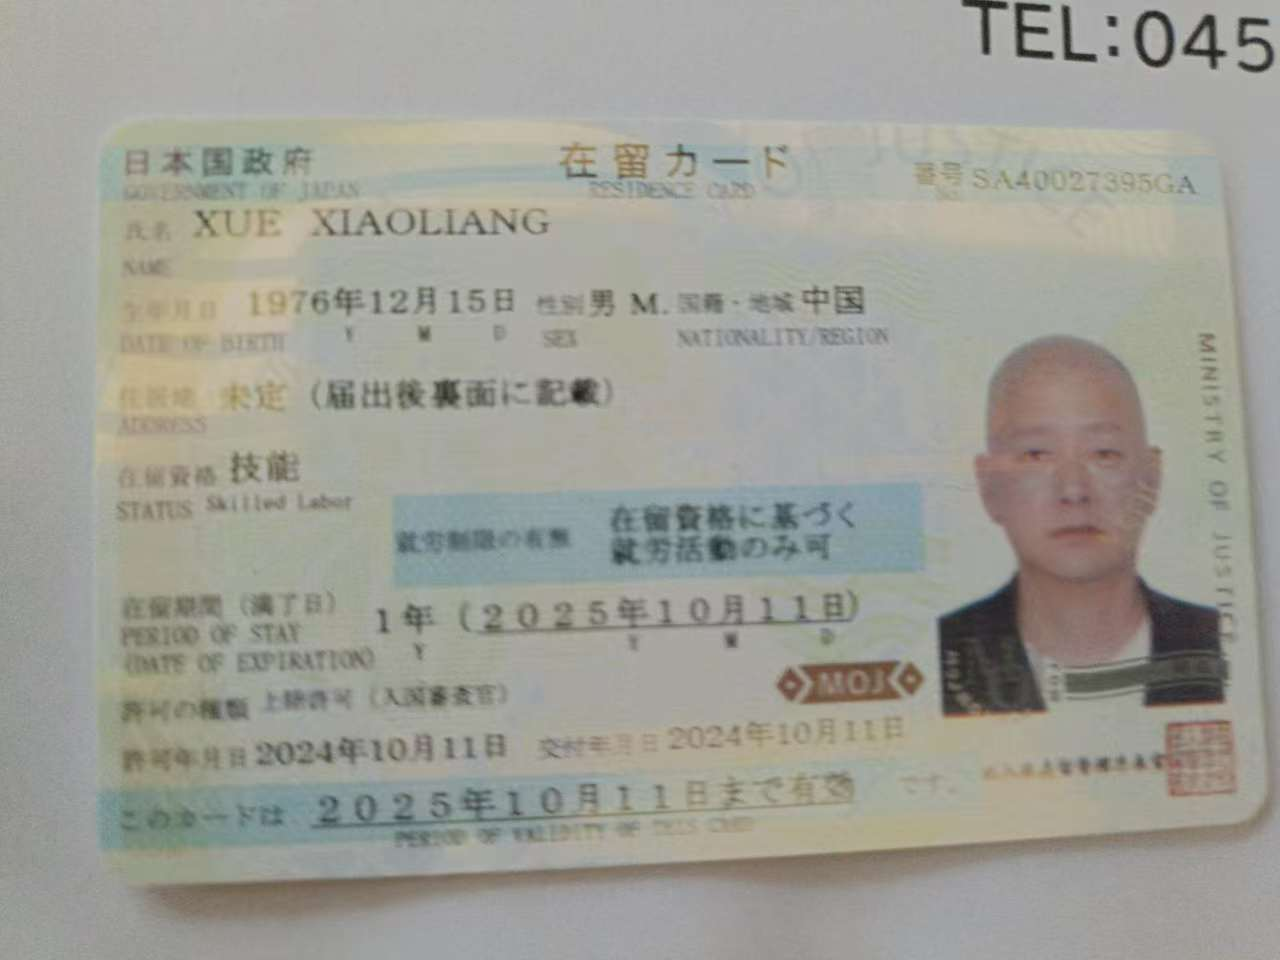 TEL:045
日本国政府 在留カード 番号 SA40027395GA
GOVERNMENT OF JAPAN RESIDENCE CARD NO.
氏名 XUE XIAOLIANG
NAME
生年月日 1976年12月15日 性別 男 M. 国籍・地域 中国
DATE OF BIRTH Y M D SEX NATIONALITY/REGION
住居地 未定（届出後裏面に記載）
ADDRESS
在留資格 技能
STATUS Skilled Labor
就労制限の有無 在留資格に基づく
就労活動のみ可
在留期間（満了日） 1年（2025年10月11日）
PERIOD OF STAY Y Y M D
(DATE OF EXPIRATION)
MOJ
許可の種類 上陸許可（入国審査官）
許可年月日 2024年10月11日 交付年月日 2024年10月11日
このカードは 2025年10月11日まで有効 です。
PERIOD OF VALIDITY OF THIS CARD
MINISTRY OF JUSTICE